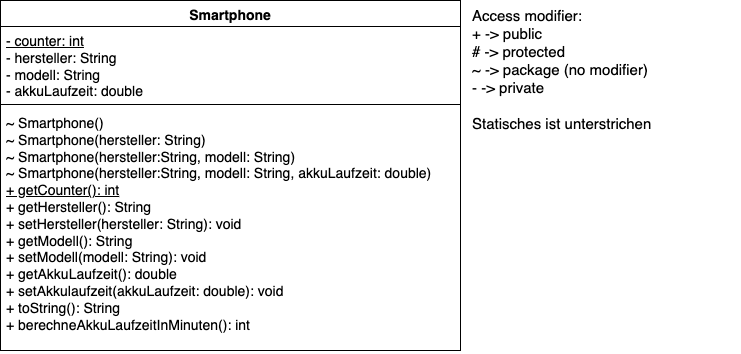 Smartphone
- counter: int
- hersteller: String
- modell: String
- akkuLaufzeit: double
~ Smartphone()
~ Smartphone(hersteller: String)
~ Smartphone(hersteller:String, modell: String)
~ Smartphone(hersteller:String, modell: String, akkuLaufzeit: double)
+ getCounter(): int
+ getHersteller(): String
+ setHersteller(hersteller: String): void
+ getModell(): String
+ setModell(modell: String): void
+ getAkkuLaufzeit(): double
+ setAkkulaufzeit(akkuLaufzeit: double): void
+ toString(): String
+ berechneAkkuLaufzeitInMinuten(): int
Access modifier:
+ -> public
# -> protected
~ -> package (no modifier)
- -> private
Statisches ist unterstrichen